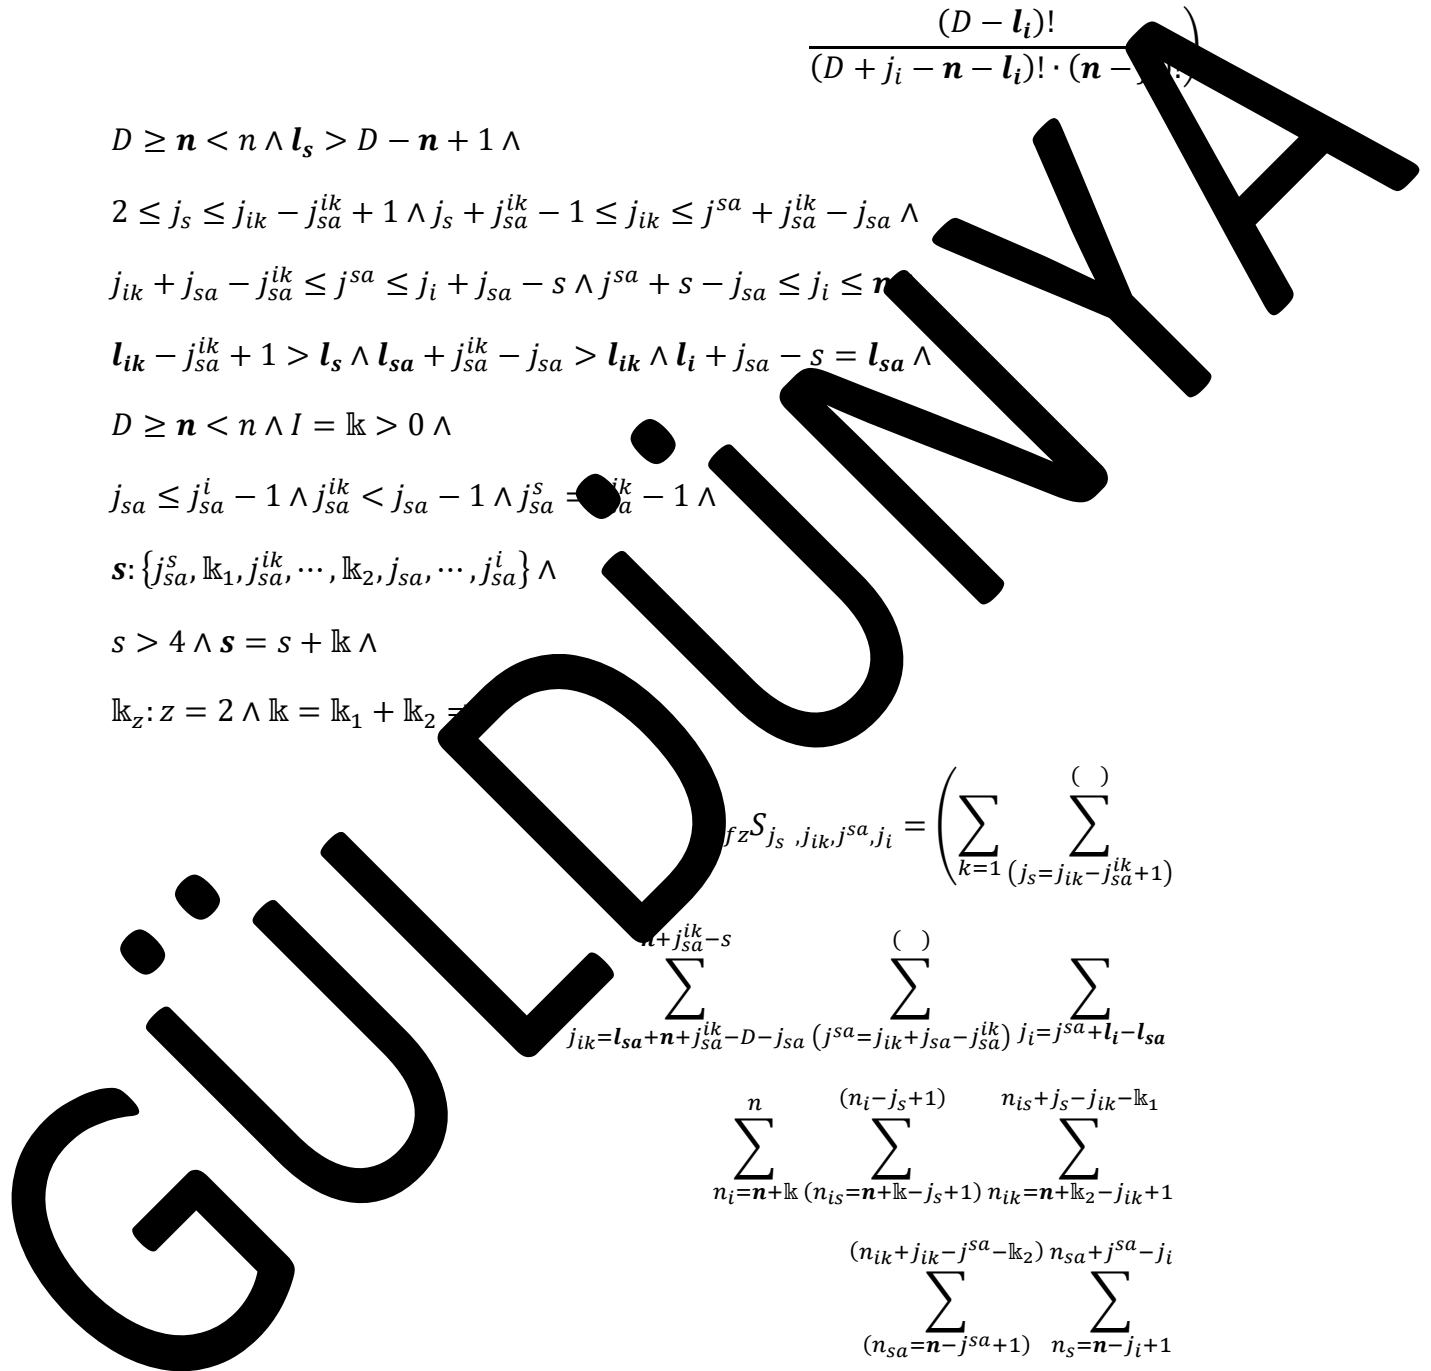 (D − l_i)!
(D + j_i − n − l_i)! · (n − )!)
D ≥ n < n ∧ l_s > D − n + 1 ∧
2 ≤ j_s ≤ j_ik − j_sa^ik + 1 ∧ j_s + j_sa^ik − 1 ≤ j_ik ≤ j^sa + j_sa^ik − j_sa ∧
j_ik + j_sa − j_sa^ik ≤ j^sa ≤ j_i + j_sa − s ∧ j^sa + s − j_sa ≤ j_i ≤ n
l_ik − j_sa^ik + 1 > l_s ∧ l_sa + j_sa^ik − j_sa > l_ik ∧ l_i + j_sa − s = l_sa ∧
D ≥ n < n ∧ I = 𝕜 > 0 ∧
j_sa ≤ j_sa^i − 1 ∧ j_sa^ik < j_sa − 1 ∧ j_sa^s = j_sa^ik − 1 ∧
s: {j_sa^s, 𝕜_1, j_sa^ik, ⋯, 𝕜_2, j_sa, ⋯, j_sa^i} ∧
s > 4 ∧ s = s + 𝕜 ∧
𝕜_z: z = 2 ∧ 𝕜 = 𝕜_1 + 𝕜_2 =
fz S_{j_s, j_ik, j^sa, j_i} = ( ∑_{k=1} ∑_{(j_s=j_ik−j_sa^ik+1)}^{( )}
∑_{j_ik=l_sa+n+j_sa^ik−D−j_sa}^{n+j_sa^ik−s} ∑_{(j^sa=j_ik+j_sa−j_sa^ik)}^{( )} ∑_{j_i=j^sa+l_i−l_sa}
∑_{n_i=n+𝕜}^{n} ∑_{(n_is=n+𝕜−j_s+1)}^{(n_i−j_s+1)} ∑_{n_ik=n+𝕜_2−j_ik+1}^{n_is+j_s−j_ik−𝕜_1}
∑_{(n_sa=n−j^sa+1)}^{(n_ik+j_ik−j^sa−𝕜_2)} ∑_{n_s=n−j_i+1}^{n_sa+j^sa−j_i}
GÜLDÜNYA